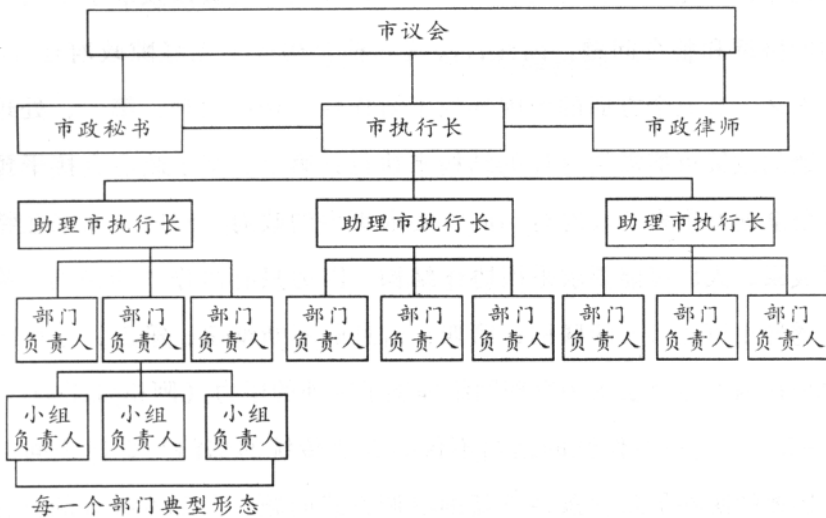 市议会
市政秘书 市执行长 市政律师
助理市执行长 助理市执行长 助理市执行长
部门 部门 部门 部门 部门 部门 部门 部门 部门
负责人 负责人 负责人 负责人 负责人 负责人 负责人 负责人 负责人
小组 小组 小组
负责人 负责人 负责人
每一个部门典型形态